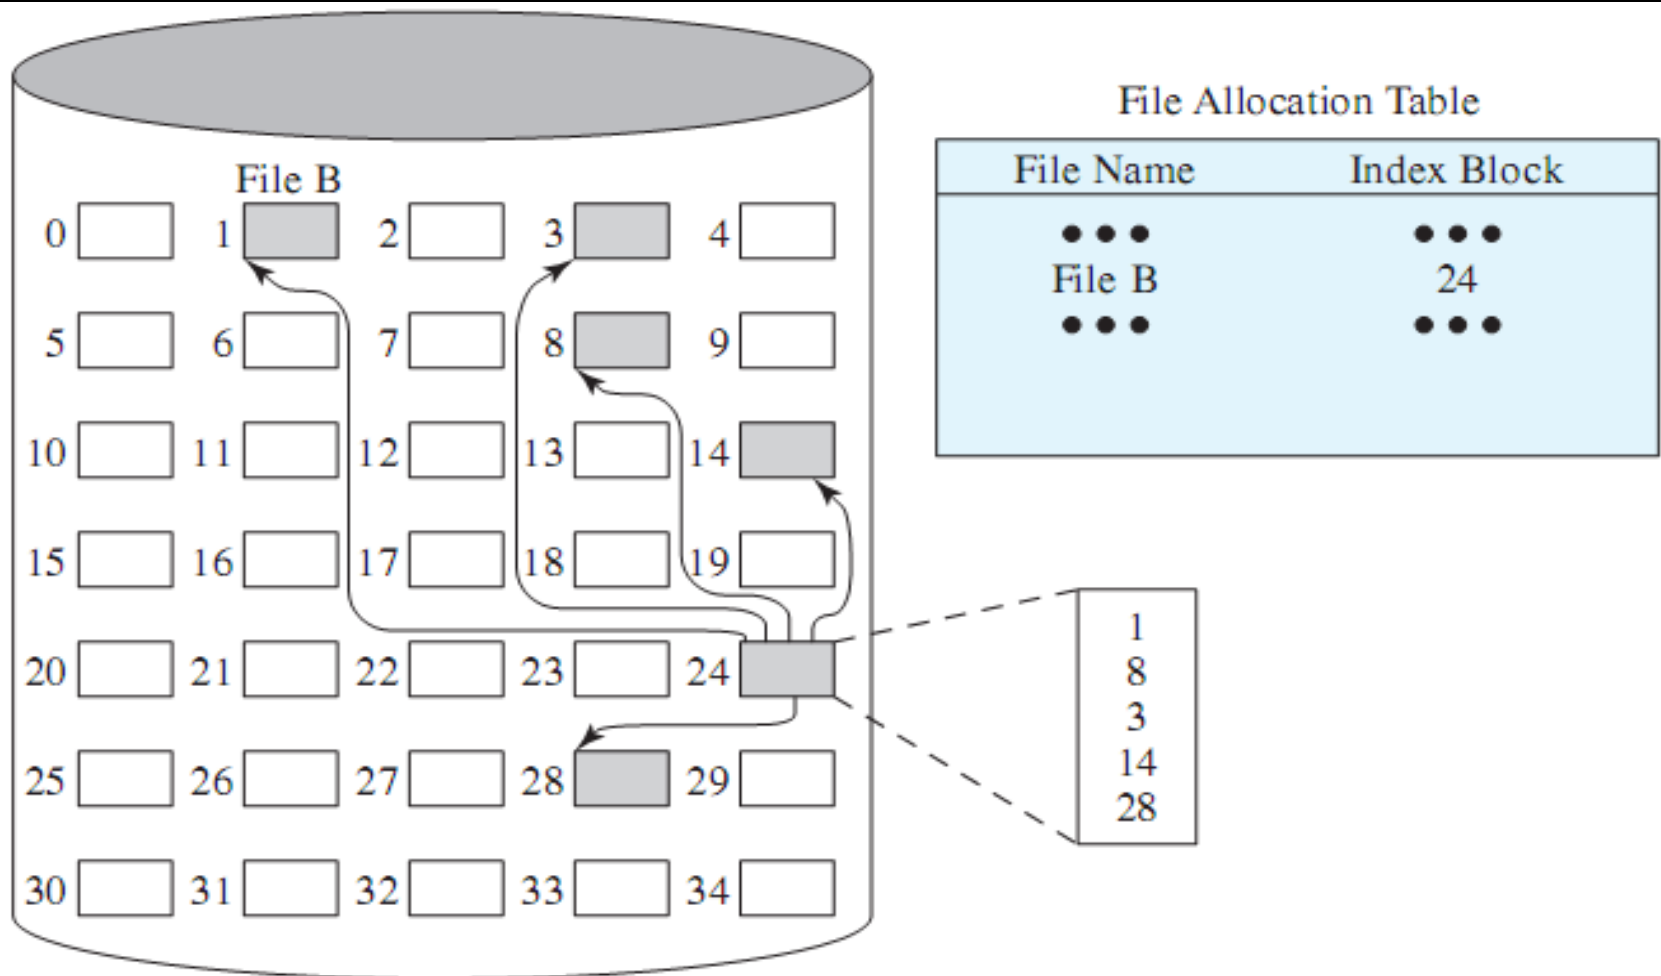 File Allocation Table
File Name Index Block
File B 24
File B
0 1 2 3 4
5 6 7 8 9
10 11 12 13 14
15 16 17 18 19
20 21 22 23 24
25 26 27 28 29
30 31 32 33 34
1
8
3
14
28